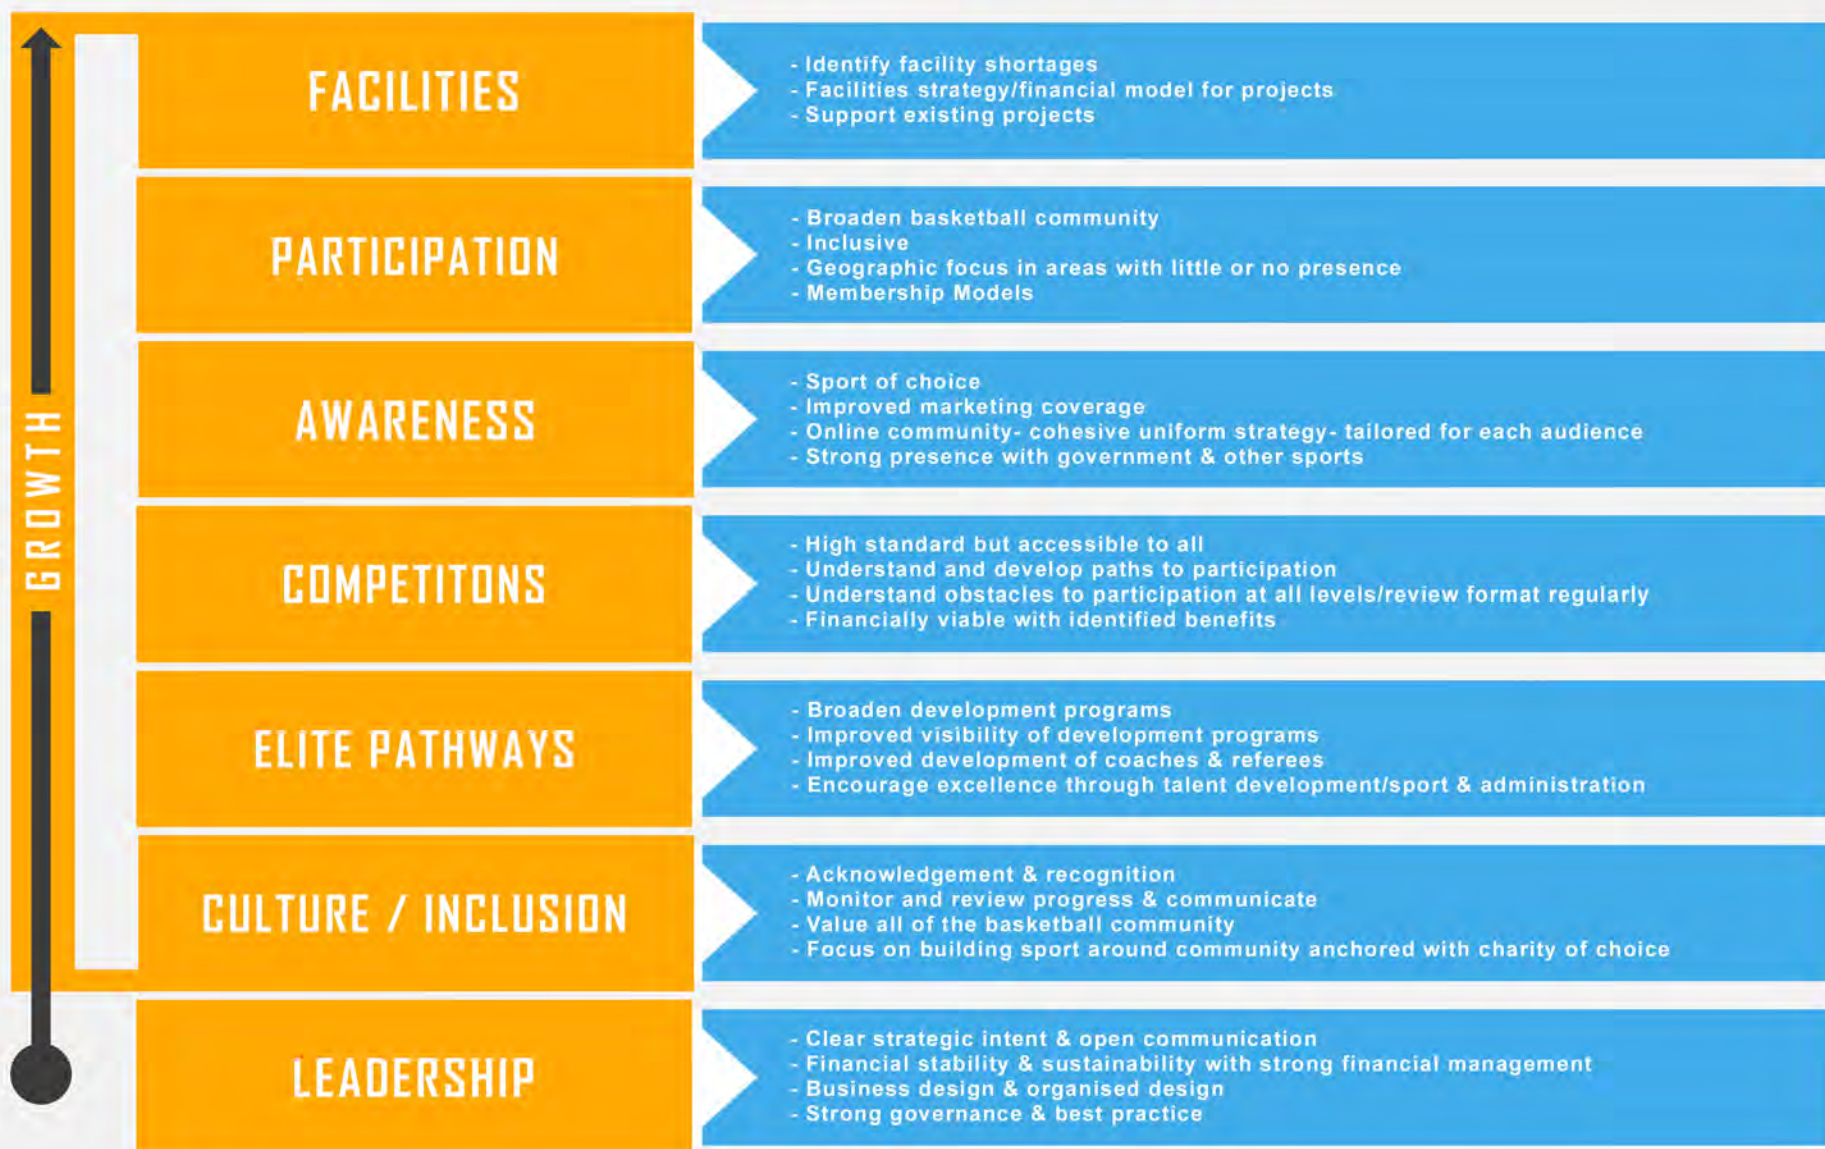 FACILITIES
- Identify facility shortages
- Facilities strategy/financial model for projects
- Support existing projects
PARTICIPATION
- Broaden basketball community
- Inclusive
- Geographic focus in areas with little or no presence
- Membership Models
AWARENESS
- Sport of choice
- Improved marketing coverage
- Online community- cohesive uniform strategy- tailored for each audience
- Strong presence with government & other sports
GROWTH
COMPETITONS
- High standard but accessible to all
- Understand and develop paths to participation
- Understand obstacles to participation at all levels/review format regularly
- Financially viable with identified benefits
ELITE PATHWAYS
- Broaden development programs
- Improved visibility of development programs
- Improved development of coaches & referees
- Encourage excellence through talent development/sport & administration
CULTURE / INCLUSION
- Acknowledgement & recognition
- Monitor and review progress & communicate
- Value all of the basketball community
- Focus on building sport around community anchored with charity of choice
LEADERSHIP
- Clear strategic intent & open communication
- Financial stability & sustainability with strong financial management
- Business design & organised design
- Strong governance & best practice